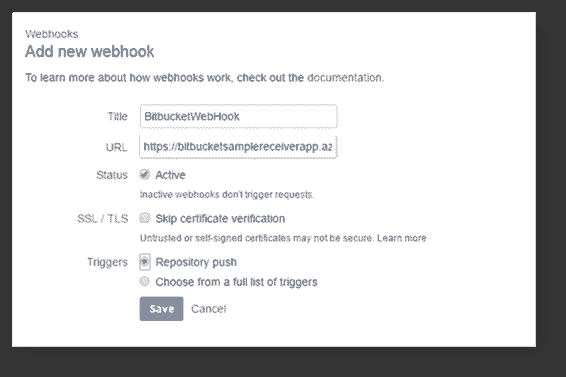 Webhooks
Add new webhook
To learn more about how webhooks work, check out the documentation.
Title BitbucketWebHook
URL https://bitbucketsamplereceiverapp.az
Status Active
Inactive webhooks don't trigger requests.
SSL / TLS Skip certificate verification
Untrusted or self-signed certificates may not be secure. Learn more
Triggers Repository push
Choose from a full list of triggers
Save Cancel